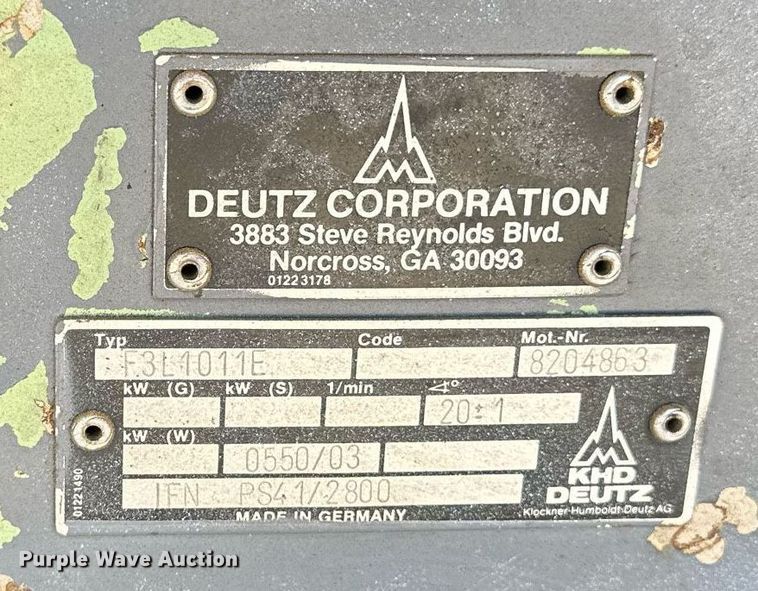 DEUTZ CORPORATION
3883 Steve Reynolds Blvd.
Norcross, GA 30093
01223178
Typ Code Mot.-Nr.
F3L1011E 8204863
kW (G) kW (S) 1/min ∢°
20±1
kW (W)
0550/03
IFN PS41/2800
MADE IN GERMANY
01221490
KHD
DEUTZ
Klöckner-Humboldt-Deutz AG
Purple Wave Auction